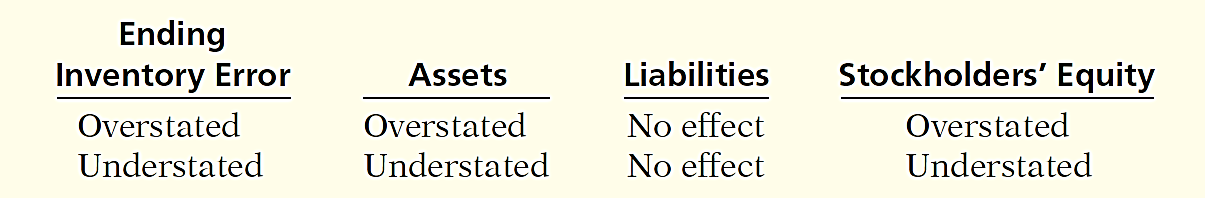 Ending
Inventory Error Assets Liabilities Stockholders’ Equity
Overstated Overstated No effect Overstated
Understated Understated No effect Understated